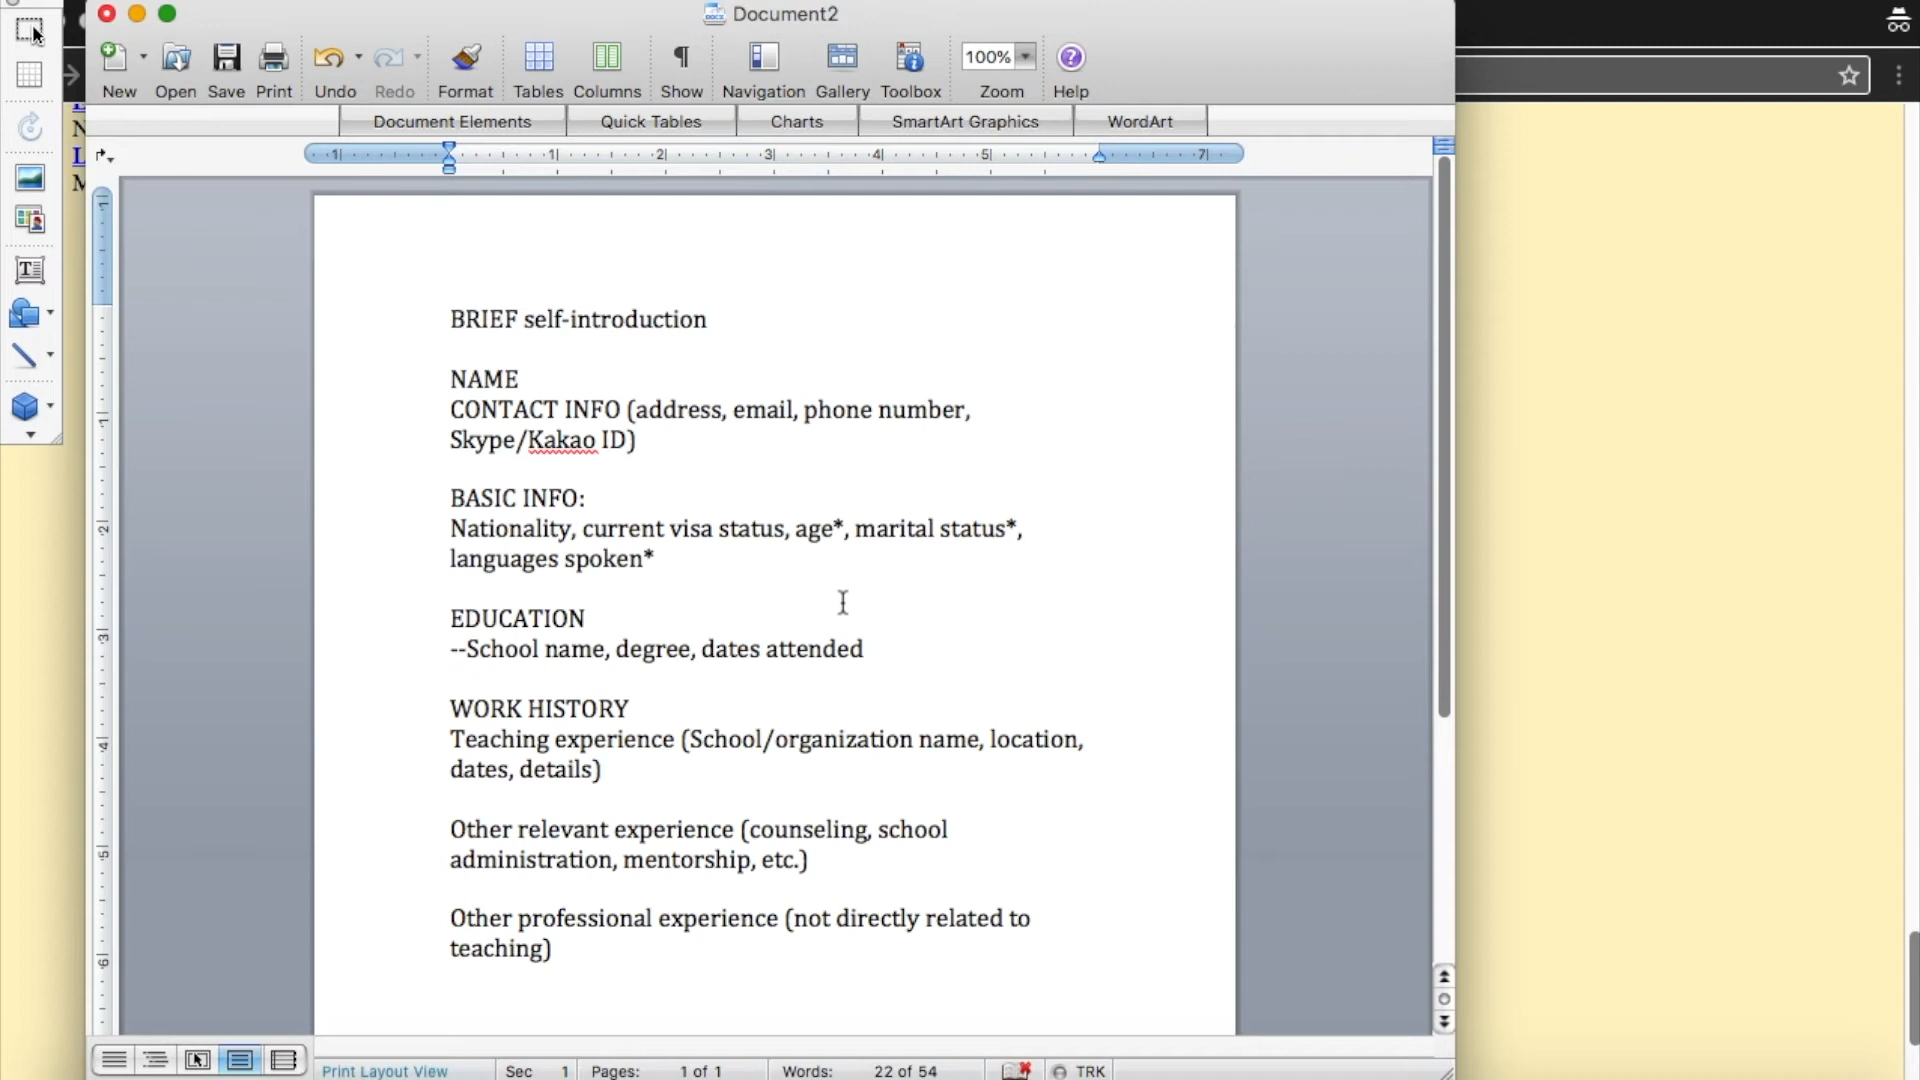 Document2
100%
New Open Save Print Undo Redo Format Tables Columns Show Navigation Gallery Toolbox Zoom Help
Document Elements Quick Tables Charts SmartArt Graphics WordArt
BRIEF self-introduction
NAME
CONTACT INFO (address, email, phone number,
Skype/Kakao ID)
BASIC INFO:
Nationality, current visa status, age*, marital status*,
languages spoken*
EDUCATION
--School name, degree, dates attended
WORK HISTORY
Teaching experience (School/organization name, location,
dates, details)
Other relevant experience (counseling, school
administration, mentorship, etc.)
Other professional experience (not directly related to
teaching)
Print Layout View Sec 1 Pages: 1 of 1 Words: 22 of 54 TRK